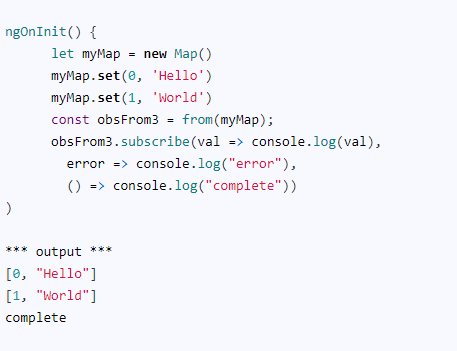 ngOnInit() {
      let myMap = new Map()
      myMap.set(0, 'Hello')
      myMap.set(1, 'World')
      const obsFrom3 = from(myMap);
      obsFrom3.subscribe(val => console.log(val),
        error => console.log("error"),
        () => console.log("complete"))
)
*** output ***
[0, "Hello"]
[1, "World"]
complete